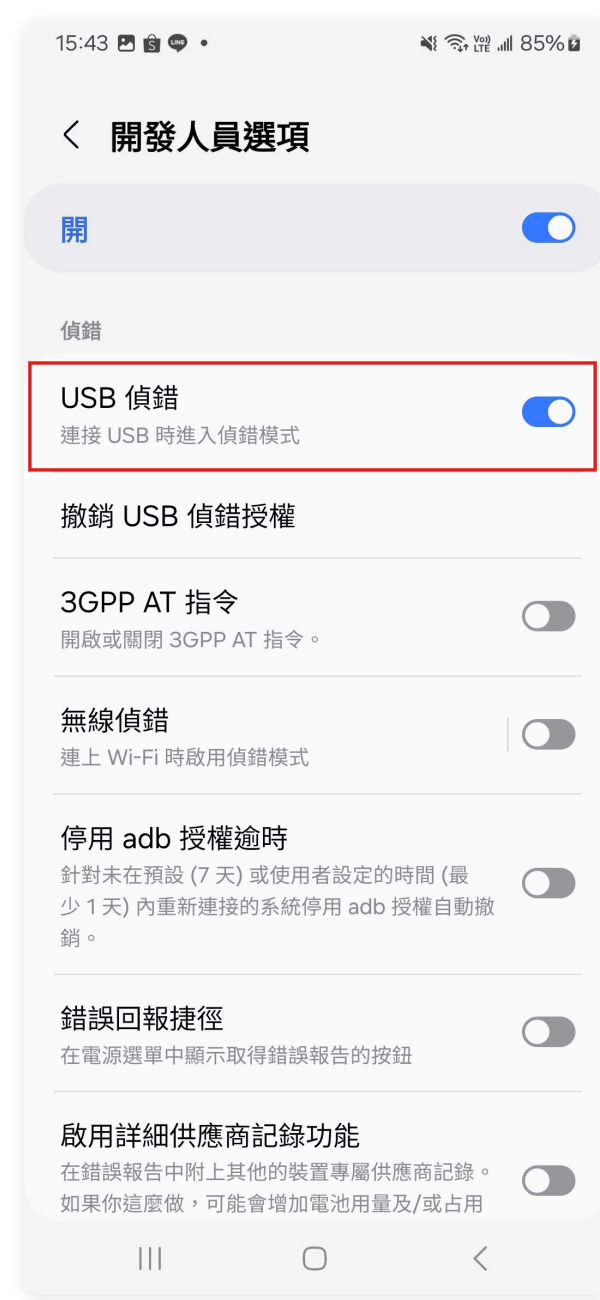 15:43 S LINE Vo)) LTE 85%
開發人員選項
開
偵錯
USB 偵錯
連接 USB 時進入偵錯模式
撤銷 USB 偵錯授權
3GPP AT 指令
開啟或關閉 3GPP AT 指令。
無線偵錯
連上 Wi-Fi 時啟用偵錯模式
停用 adb 授權逾時
針對未在預設 (7 天) 或使用者設定的時間 (最
少 1 天) 內重新連接的系統停用 adb 授權自動撤
銷。
錯誤回報捷徑
在電源選單中顯示取得錯誤報告的按鈕
啟用詳細供應商記錄功能
在錯誤報告中附上其他的裝置專屬供應商記錄。
如果你這麼做，可能會增加電池用量及/或占用